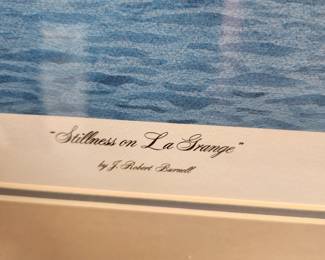 "Stillness on La Grange"
by J. Robert Burnell